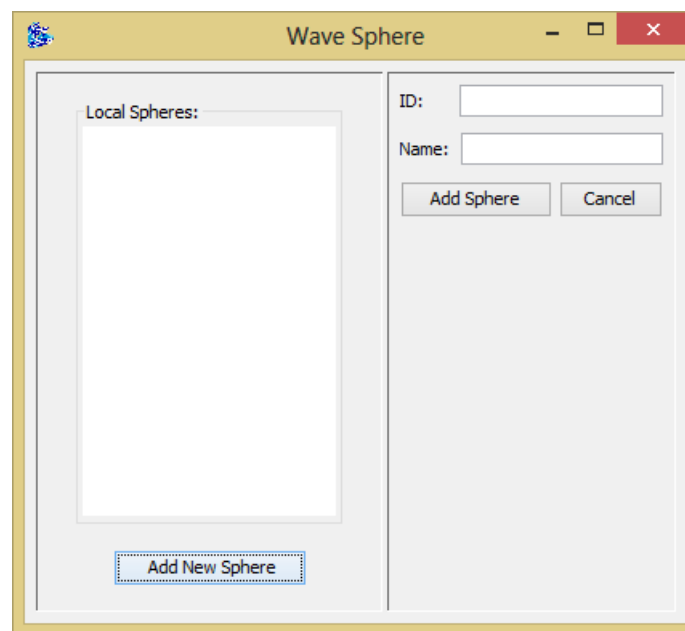 Wave Sphere
Local Spheres:
Add New Sphere
ID:
Name:
Add Sphere Cancel